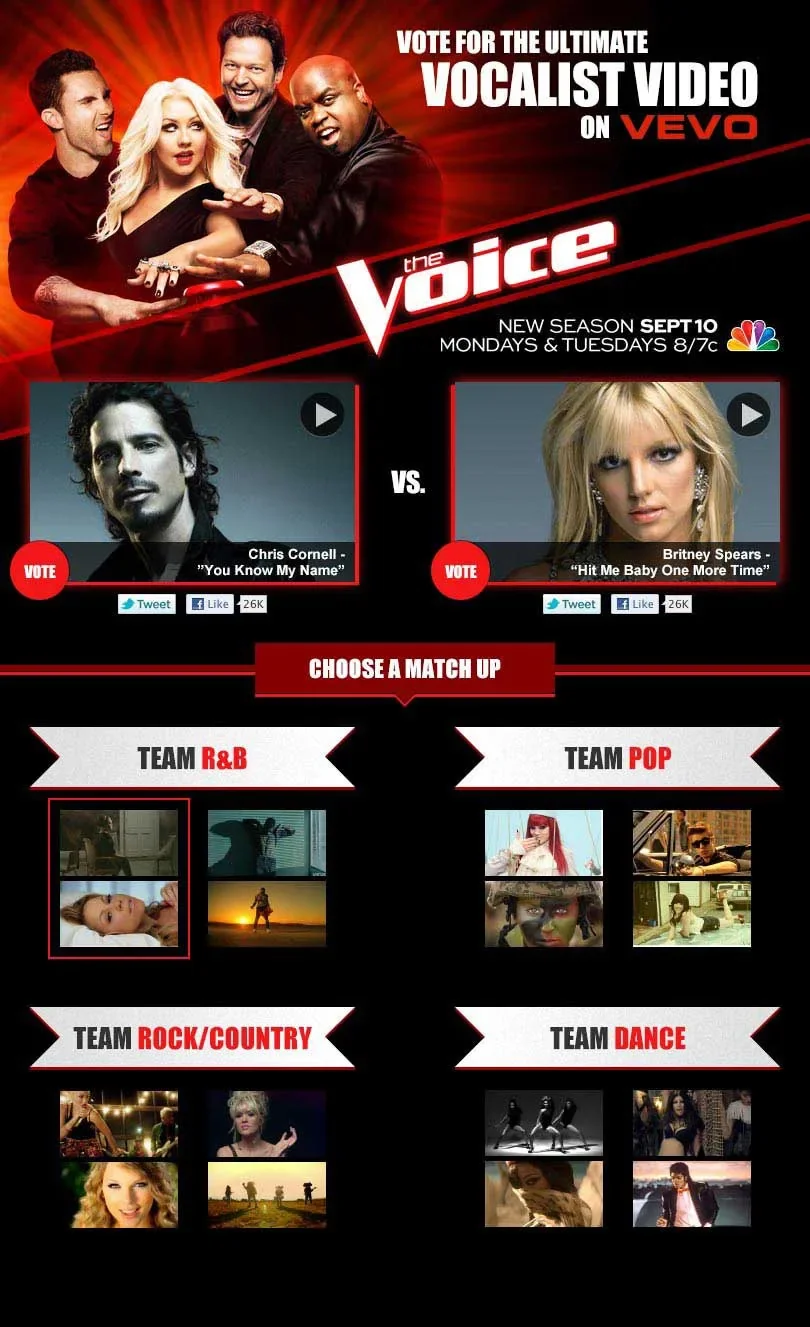 VOTE FOR THE ULTIMATE
VOCALIST VIDEO
ON VEVO
the
Voice
NEW SEASON SEPT 10
MONDAYS & TUESDAYS 8/7c
Chris Cornell -
"You Know My Name”
VOTE
Tweet
Like
26K
VS.
Britney Spears -
“Hit Me Baby One More Time”
VOTE
Tweet
Like
26K
CHOOSE A MATCH UP
TEAM R&B
TEAM POP
TEAM ROCK/COUNTRY
TEAM DANCE